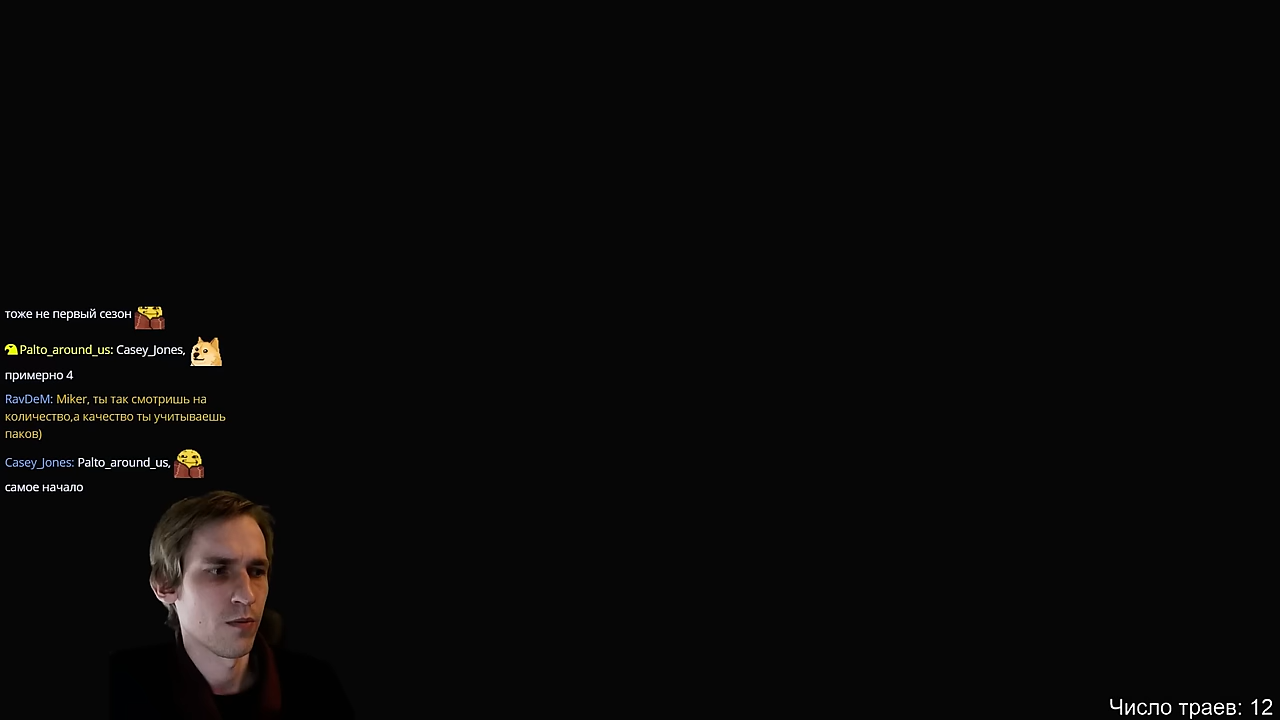 тоже не первый сезон
Palto_around_us: Casey_Jones,
примерно 4
RavDeM: Miker, ты так смотришь на
количество,а качество ты учитываешь
паков)
Casey_Jones: Palto_around_us,
самое начало
Число траев: 12